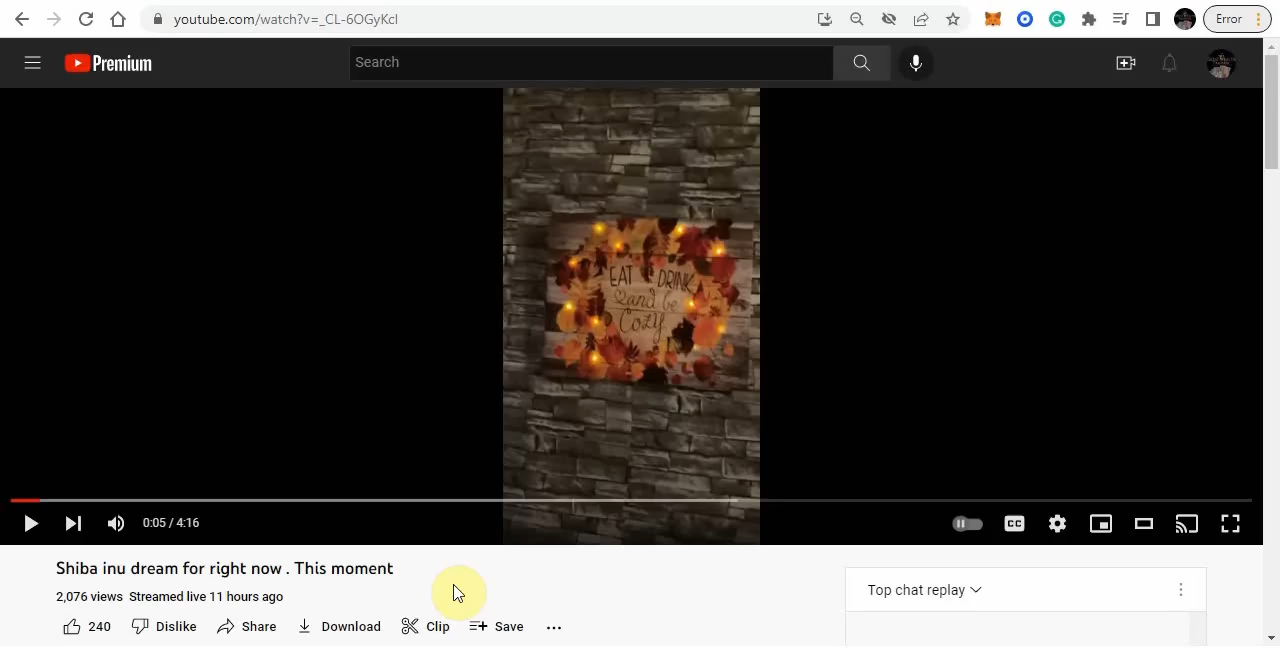 youtube.com/watch?v=_CL-6OGyKcI
Error
Premium
Search
EAT DRINK
and be
Cozy
0:05 / 4:16
CC
Shiba inu dream for right now . This moment
2,076 views Streamed live 11 hours ago
240 Dislike Share Download Clip Save
Top chat replay